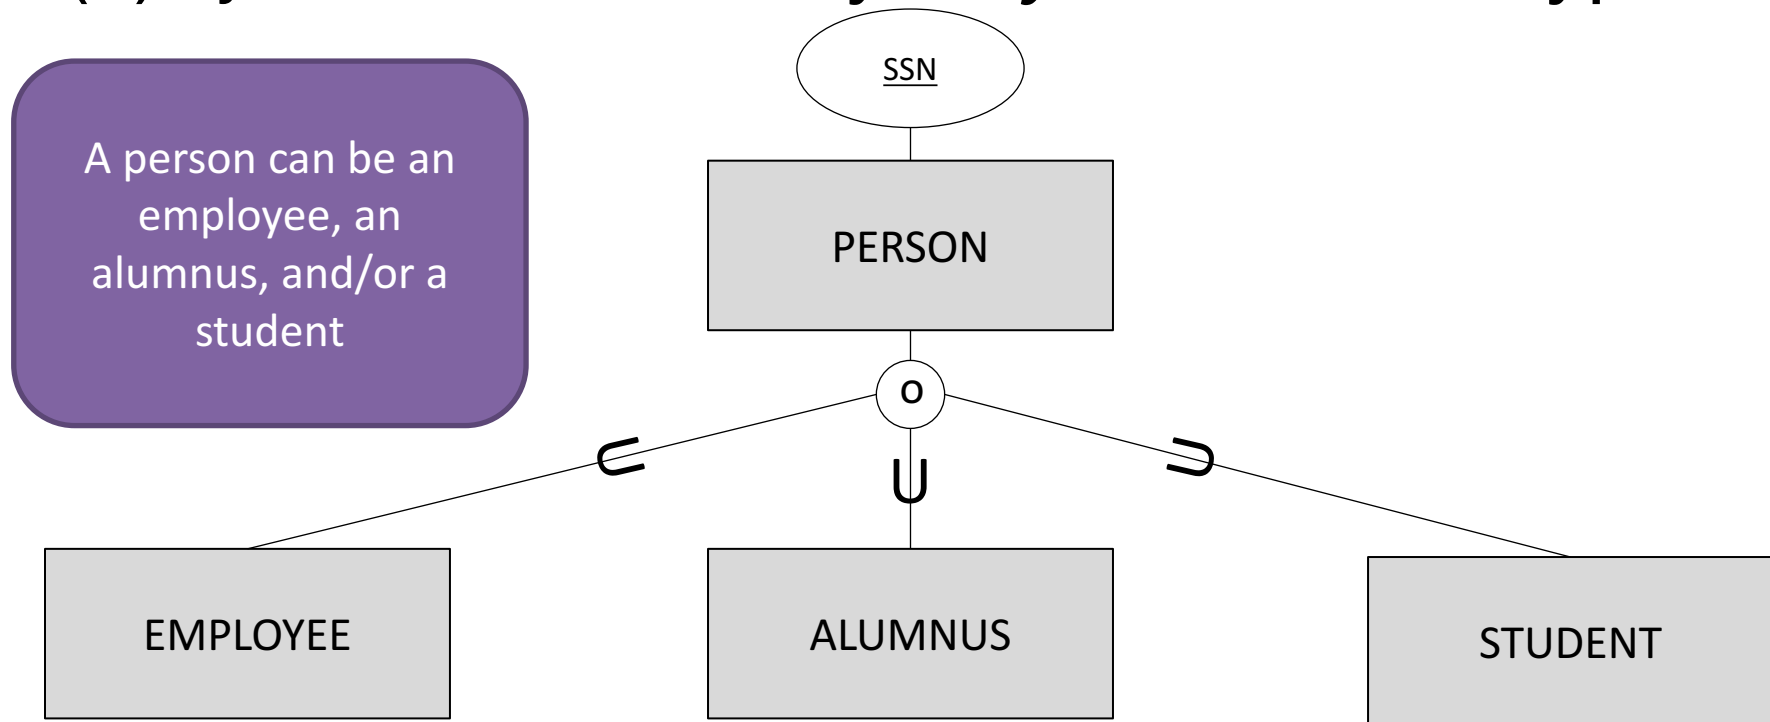 SSN
A person can be an
employee, an
alumnus, and/or a
student
PERSON
o
U
U
U
EMPLOYEE
ALUMNUS
STUDENT